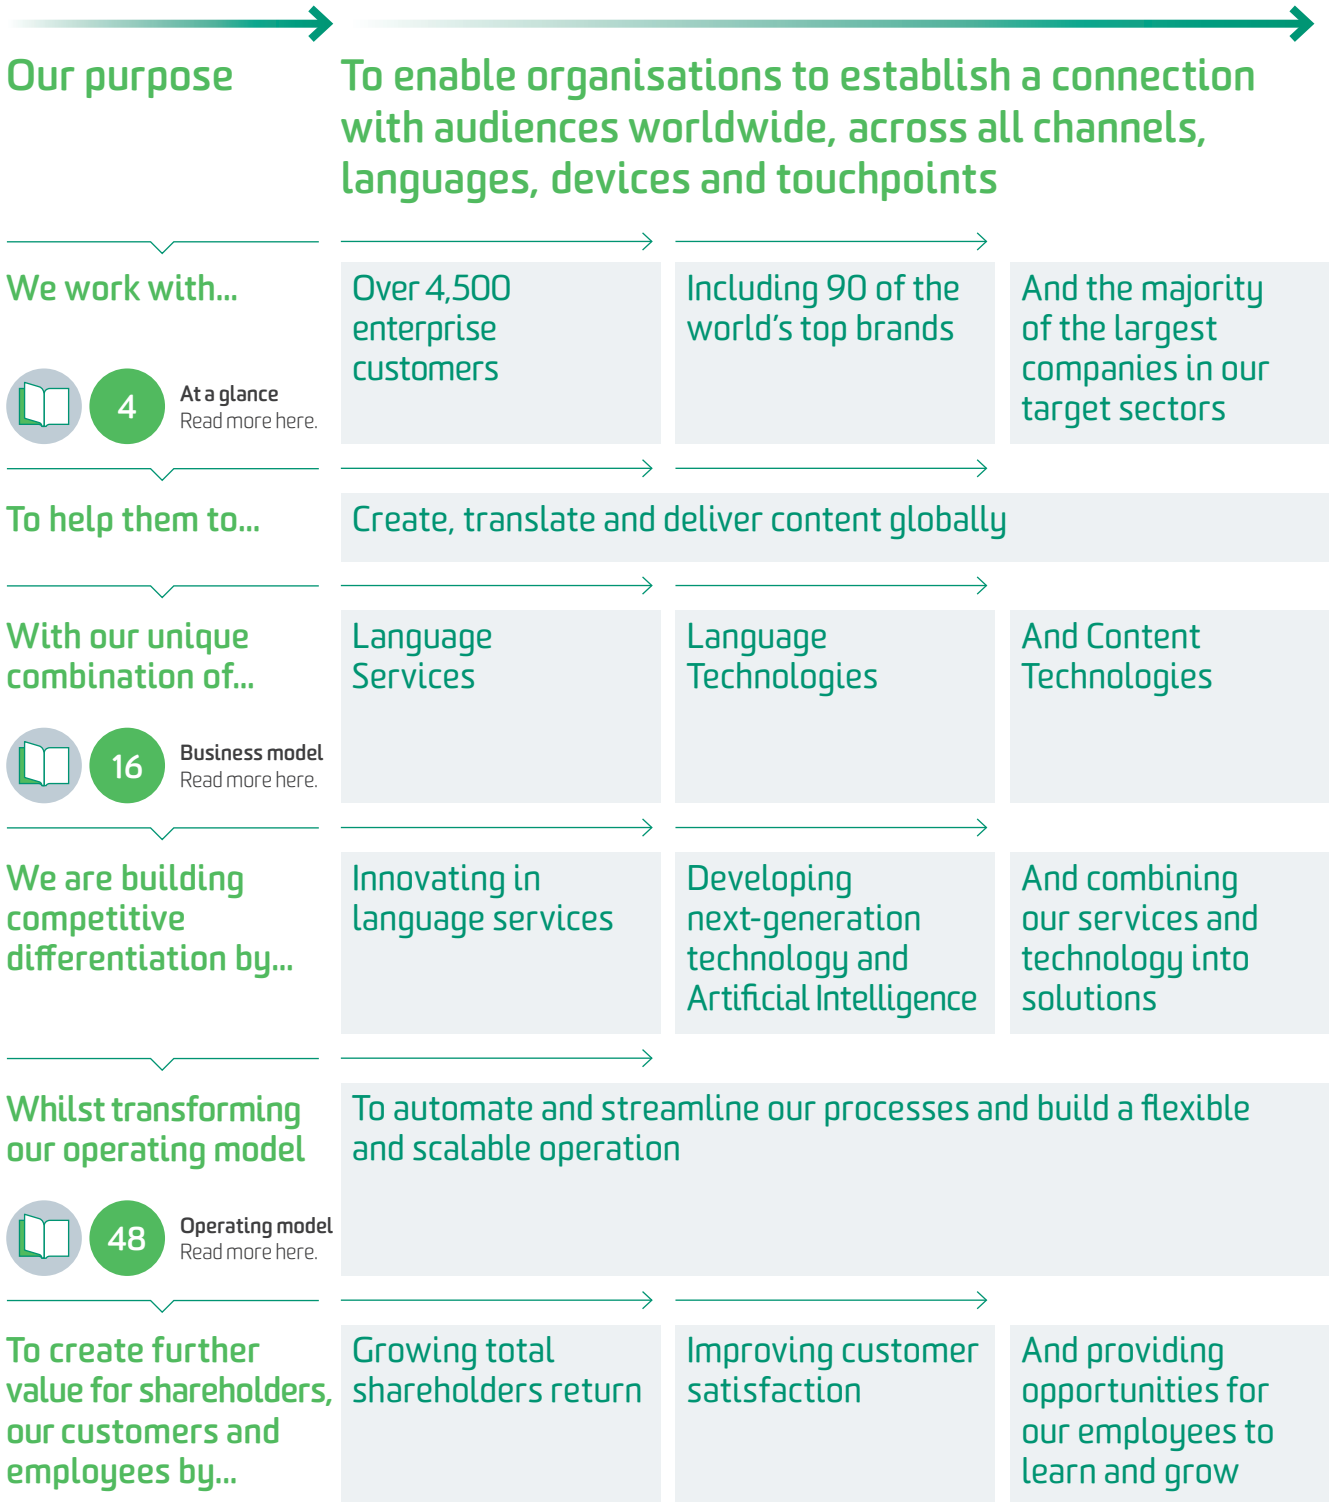 Our purpose
To enable organisations to establish a connection
with audiences worldwide, across all channels,
languages, devices and touchpoints
We work with...
4
At a glance
Read more here.
Over 4,500
enterprise
customers
Including 90 of the
world's top brands
And the majority
of the largest
companies in our
target sectors
To help them to...
Create, translate and deliver content globally
With our unique
combination of...
16
Business model
Read more here.
Language
Services
Language
Technologies
And Content
Technologies
We are building
competitive
differentiation by...
Innovating in
language services
Developing
next-generation
technology and
Artificial Intelligence
And combining
our services and
technology into
solutions
Whilst transforming
our operating model
48
Operating model
Read more here.
To automate and streamline our processes and build a flexible
and scalable operation
To create further
value for shareholders,
our customers and
employees by...
Growing total
shareholders return
Improving customer
satisfaction
And providing
opportunities for
our employees to
learn and grow